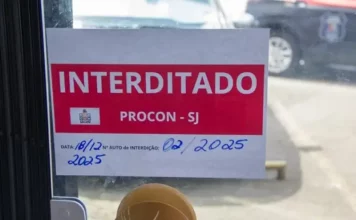 INTERDITADO
PROCON - SJ
DATA: 18/12 Nº AUTO de INTERDIÇÃO: 02/2025
2025